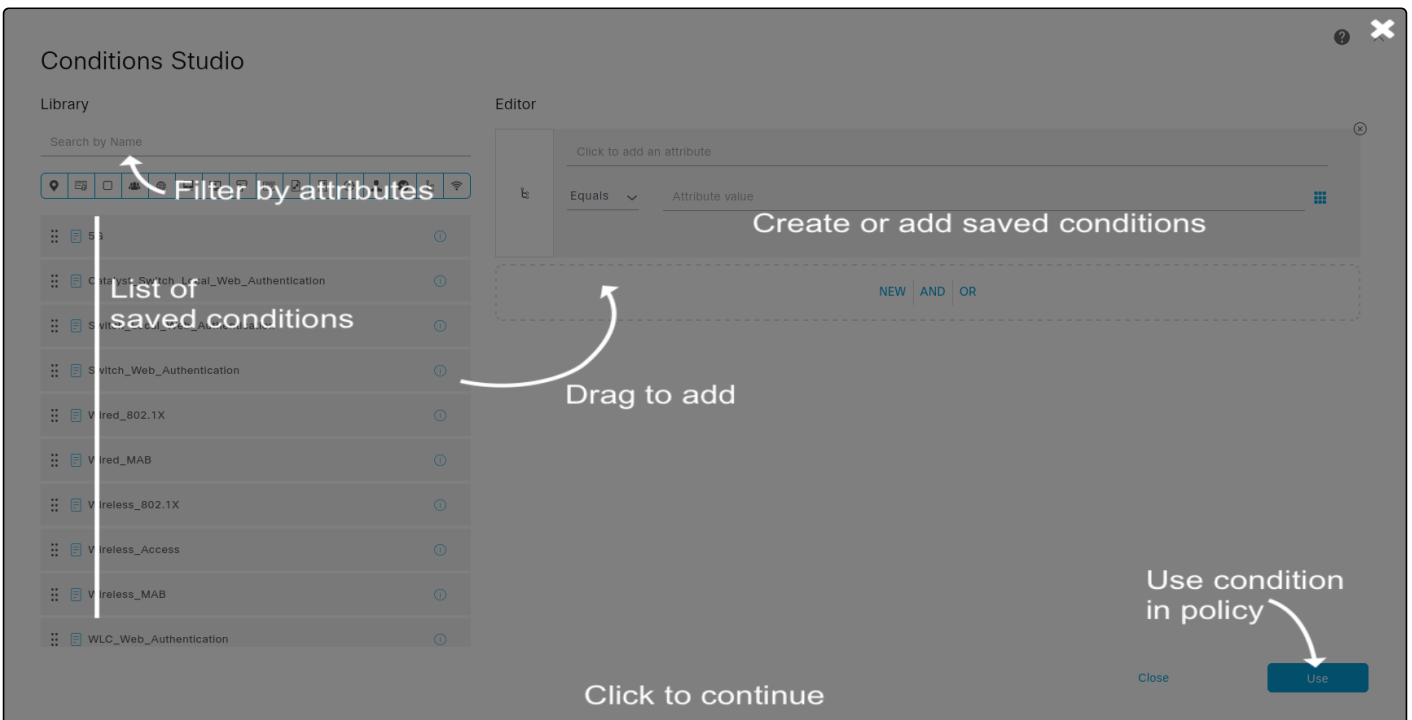 Conditions Studio
Library
Search by Name
Filter by attributes
5G
Catalyst_Switch_Local_Web_Authentication
List of
saved conditions
Switch_Local_Web_Authentication
Switch_Web_Authentication
Wired_802.1X
Wired_MAB
Wireless_802.1X
Wireless_Access
Wireless_MAB
WLC_Web_Authentication
Editor
Click to add an attribute
Equals
Attribute value
Create or add saved conditions
NEW AND OR
Drag to add
Use condition
in policy
Close Use
Click to continue